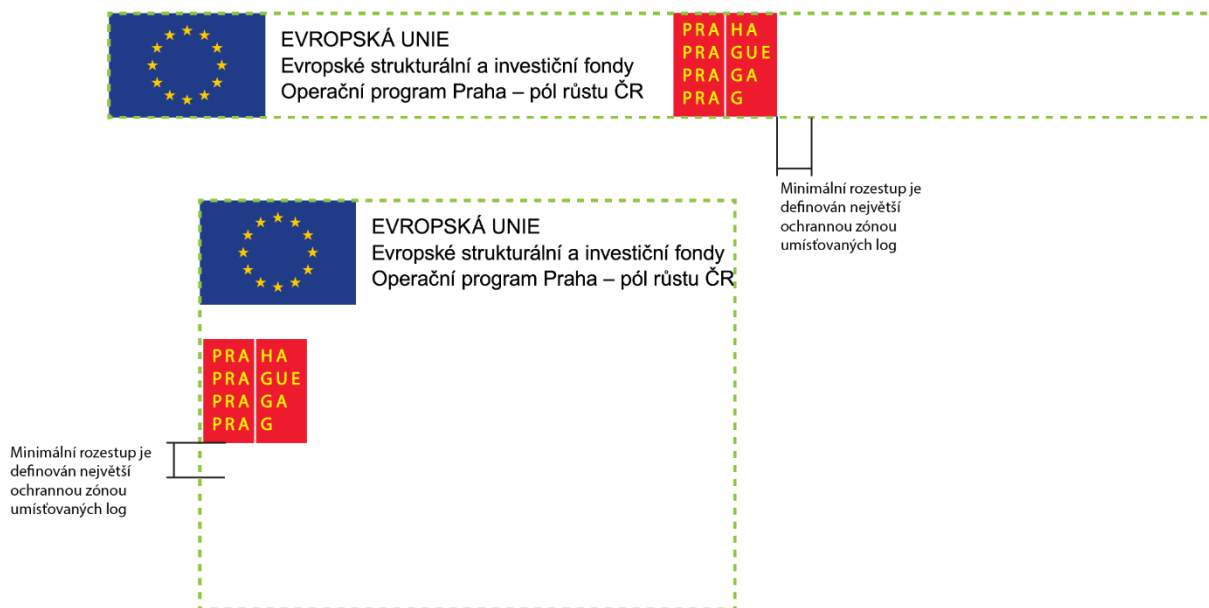 EVROPSKÁ UNIE
Evropské strukturální a investiční fondy
Operační program Praha – pól růstu ČR
PRA HA
PRA GUE
PRA GA
PRA G
Minimální rozestup je
definován největší
ochrannou zónou
umísťovaných log
EVROPSKÁ UNIE
Evropské strukturální a investiční fondy
Operační program Praha – pól růstu ČR
PRA HA
PRA GUE
PRA GA
PRA G
Minimální rozestup je
definován největší
ochrannou zónou
umísťovaných log